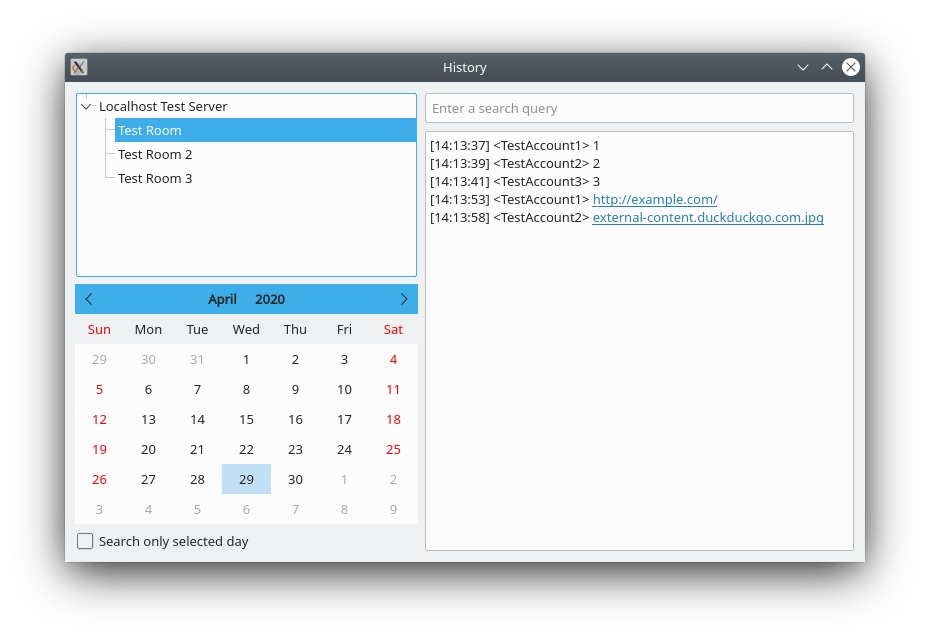 History
Localhost Test Server
Test Room
Test Room 2
Test Room 3
April 2020
Sun Mon Tue Wed Thu Fri Sat
29 30 31 1 2 3 4
5 6 7 8 9 10 11
12 13 14 15 16 17 18
19 20 21 22 23 24 25
26 27 28 29 30 1 2
3 4 5 6 7 8 9
Search only selected day
Enter a search query
[14:13:37] <TestAccount1> 1
[14:13:39] <TestAccount2> 2
[14:13:41] <TestAccount3> 3
[14:13:53] <TestAccount1> http://example.com/
[14:13:58] <TestAccount2> external-content.duckduckgo.com.jpg